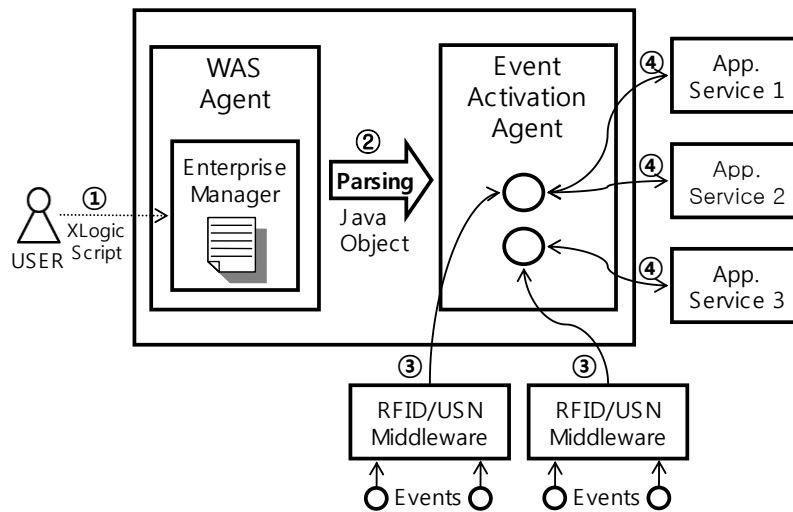 WAS
Agent
Enterprise
Manager
①
XLogic
Script
USER
②
Parsing
Java
Object
Event
Activation
Agent
④
App.
Service 1
④
App.
Service 2
④
App.
Service 3
③
RFID/USN
Middleware
Events
③
RFID/USN
Middleware
Events